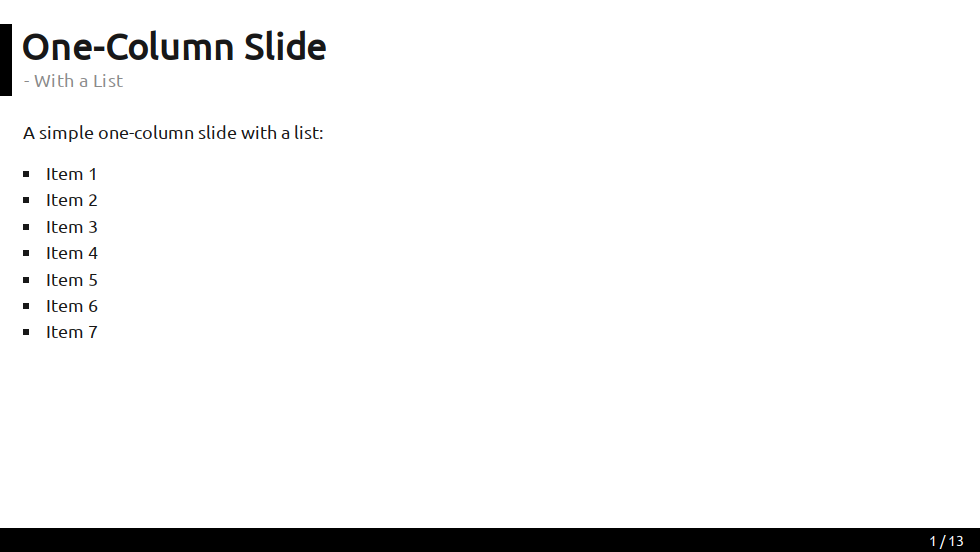 One-Column Slide
- With a List
A simple one-column slide with a list:
Item 1
Item 2
Item 3
Item 4
Item 5
Item 6
Item 7
1 / 13